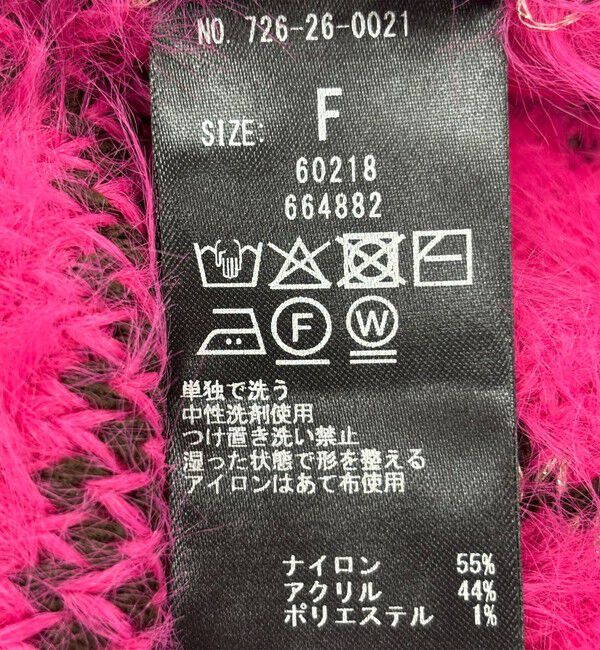 NO. 726-26-0021
SIZE: F
60218
664882
F W
単独で洗う
中性洗剤使用
つけ置き洗い禁止
湿った状態で形を整える
アイロンはあて布使用
ナイロン 55%
アクリル 44%
ポリエステル 1%